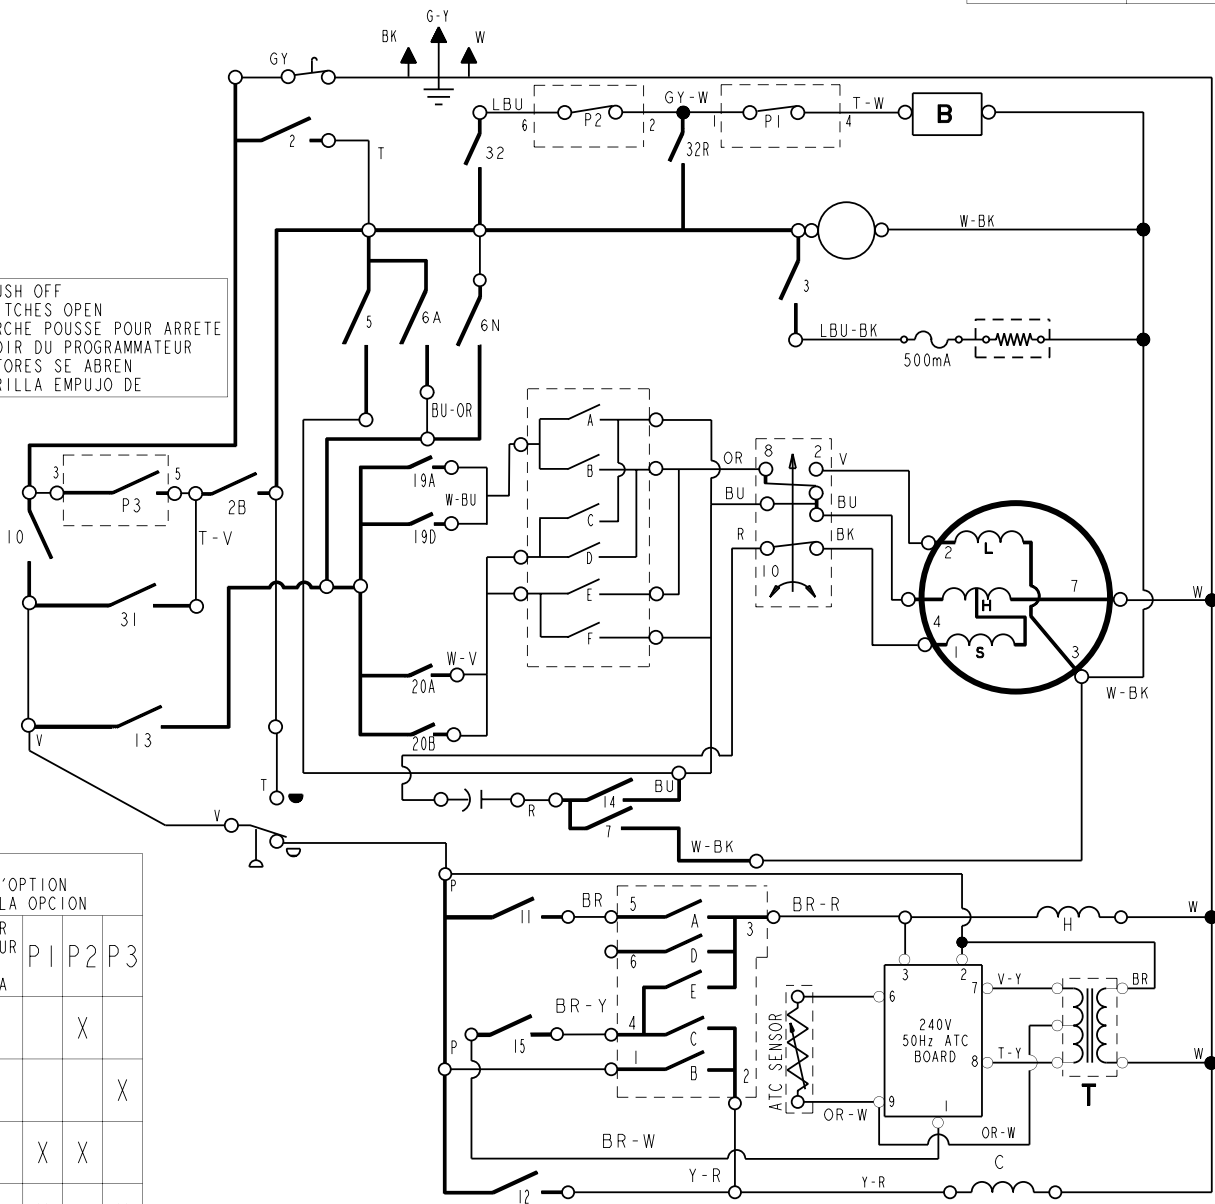 G-Y
BK
W
GY
LBU
6
P2
2
GY-W
1
P1
4
T-W
B
2
T
32
32R
W-BK
3
LBU-BK
500mA
USH OFF
ITCHES OPEN
RCHE POUSSE POUR ARRETE
OIR DU PROGRAMMATEUR
TORES SE ABREN
RILLA EMPUJO DE
5
6A
6N
BU-OR
A
B
C
D
E
F
3
P3
5
2B
T-V
10
31
13
V
19A
W-BU
19D
W-V
20A
20B
OR
8
2
V
BU
BU
R
BK
10
2
L
4
H
7
1
S
3
W
W-BK
T
V
R
14
BU
7
W-BK
'OPTION
LA OPCION
R
UR
A
P1
P2
P3
X
X
X
X
P
11
BR
5
A
3
BR-R
H
W
6
D
E
BR-Y
4
C
P
15
1
B
2
ATC SENSOR
3
2
6
7
V-Y
BR
240V
50Hz ATC
BOARD
8
T-Y
W
9
1
T
OR-W
OR-W
BR-W
Y-R
12
Y-R
C